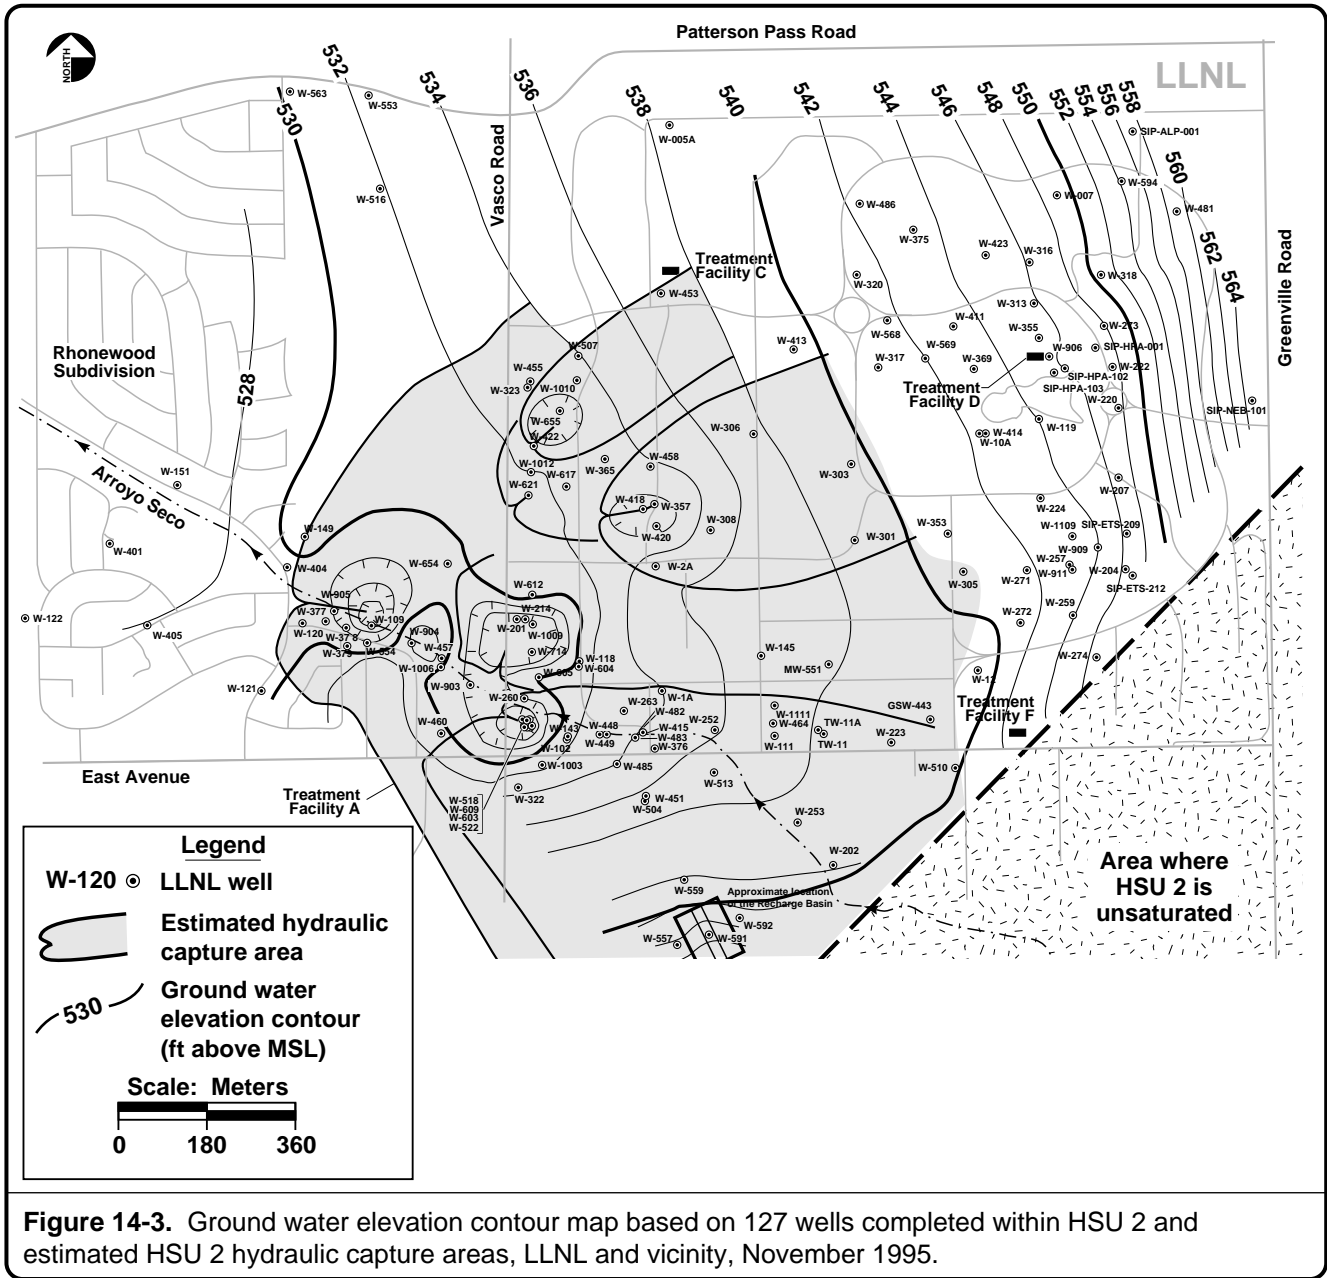 Patterson Pass Road
NORTH
LLNL
532
534
536
538
540
542
544
546
548
550
552
554
556
558
530
560
562
564
528
Vasco Road
Greenville Road
W-563
W-553
W-005A
SIP-ALP-001
W-516
W-486
W-007
W-594
W-481
W-375
W-423
W-316
Treatment
Facility C
W-453
W-320
W-318
W-313
W-411
W-568
W-355
W-273
W-413
W-569
W-906
SIP-HPA-001
W-507
W-317
W-369
W-222
SIP-HPA-102
SIP-HPA-103
Treatment
Facility D
W-220
SIP-NEB-101
Rhonewood
Subdivision
W-455
W-323
W-1010
W-655
W-422
W-306
W-414
W-10A
W-119
W-1012
W-617
W-365
W-458
W-303
W-621
W-207
W-151
Arroyo Seco
W-418
W-357
W-308
W-420
W-224
W-149
W-401
W-301
W-353
W-1109
SIP-ETS-209
W-909
W-257
W-911
W-204
SIP-ETS-212
W-404
W-654
W-2A
W-305
W-271
W-905
W-612
W-377
W-214
W-272
W-259
W-122
W-405
W-120
W-109
W-201
W-1009
W-378
W-379
W-904
W-457
W-714
W-145
W-274
W-118
W-604
MW-551
W-1006
W-121
W-903
W-260
W-1A
Treatment
Facility F
W-263
W-482
W-1111
GSW-443
W-460
W-143
W-448
W-415
W-252
W-464
TW-11A
W-102
W-449
W-483
W-376
W-111
TW-11
W-223
East Avenue
W-1003
W-485
W-510
W-513
Treatment
Facility A
W-322
W-518
W-609
W-603
W-522
W-451
W-504
W-253
W-202
Area where
HSU 2 is
unsaturated
W-559
Approximate location
of the Recharge Basin
W-592
W-557
W-591
Legend
W-120 LLNL well
Estimated hydraulic
capture area
530
Ground water
elevation contour
(ft above MSL)
Scale: Meters
0 180 360
Figure 14-3. Ground water elevation contour map based on 127 wells completed within HSU 2 and
estimated HSU 2 hydraulic capture areas, LLNL and vicinity, November 1995.